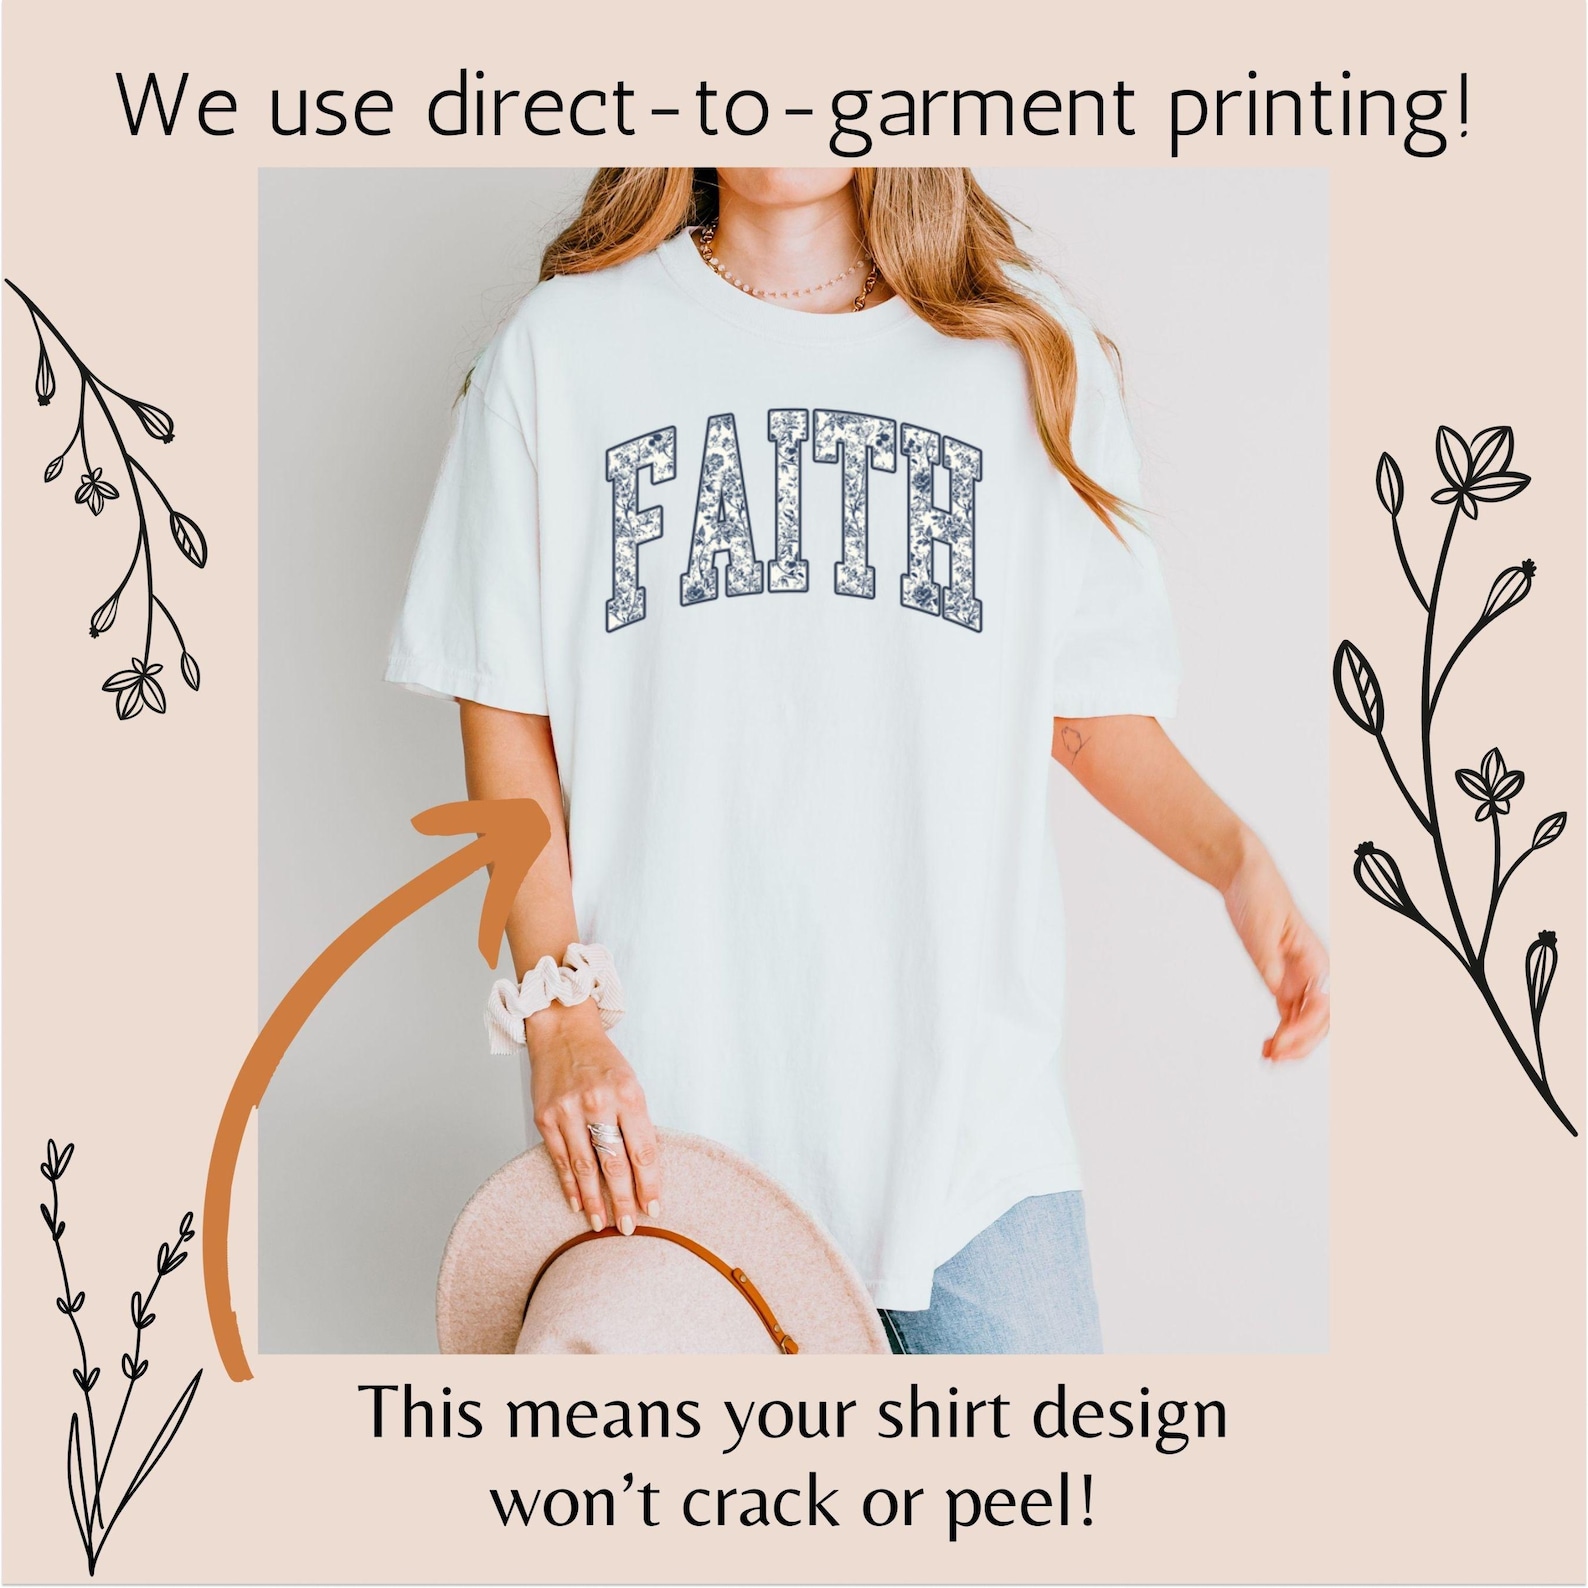 We use direct-to-garment printing!
FAITH
This means your shirt design
won't crack or peel!